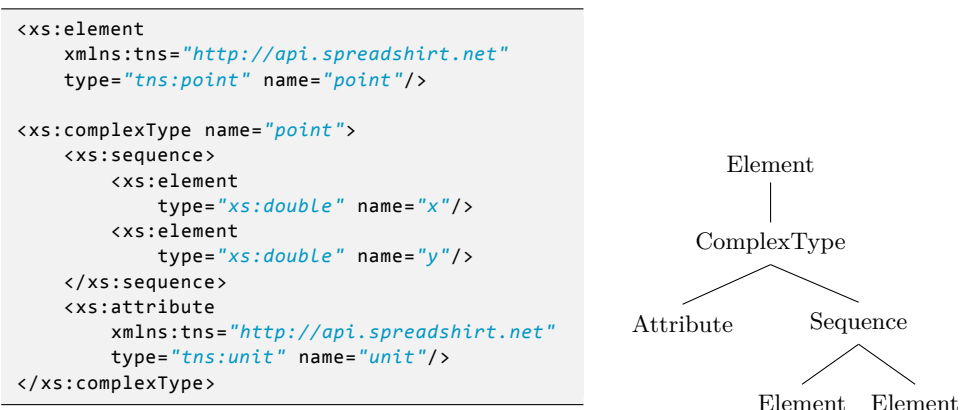 <xs:element
    xmlns:tns="http://api.spreadshirt.net"
    type="tns:point" name="point"/>

<xs:complexType name="point">
    <xs:sequence>
        <xs:element
            type="xs:double" name="x"/>
        <xs:element
            type="xs:double" name="y"/>
    </xs:sequence>
    <xs:attribute
        xmlns:tns="http://api.spreadshirt.net"
        type="tns:unit" name="unit"/>
</xs:complexType>
Element
ComplexType
Attribute Sequence
Element Element